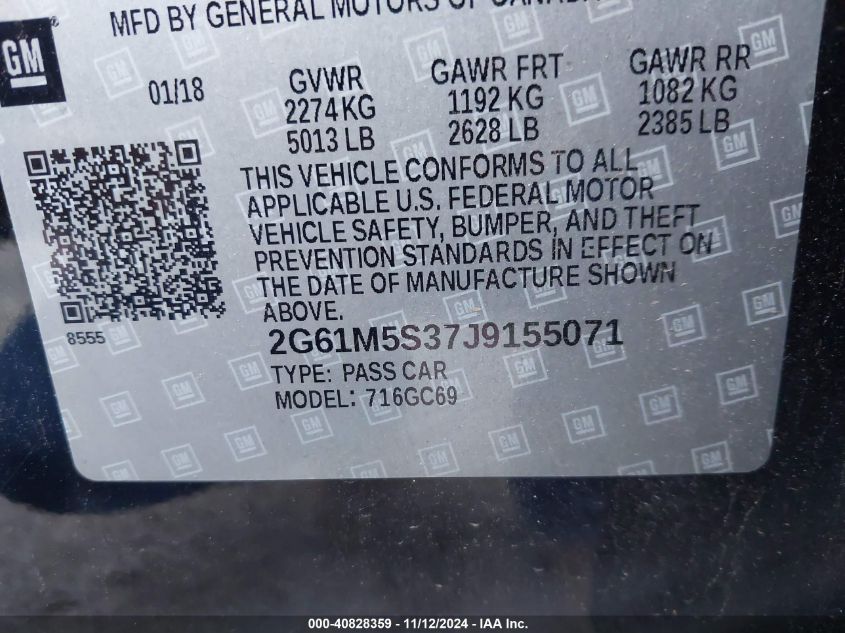 MFD BY GENERAL MOTORS OF CANADA
GM
01/18
GVWR
2274 KG
5013 LB
GAWR FRT
1192 KG
2628 LB
GAWR RR
1082 KG
2385 LB
THIS VEHICLE CONFORMS TO ALL
APPLICABLE U.S. FEDERAL MOTOR
VEHICLE SAFETY, BUMPER, AND THEFT
PREVENTION STANDARDS IN EFFECT ON
THE DATE OF MANUFACTURE SHOWN
ABOVE.
8555
2G61M5S37J9155071
TYPE: PASS CAR
MODEL: 716GC69
000-40828359 - 11/12/2024 - IAA Inc.